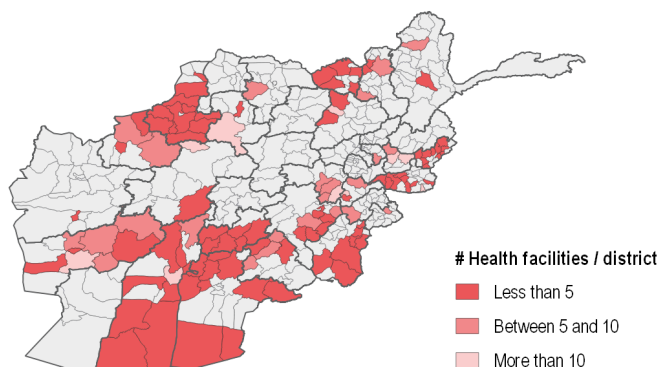 # Health facilities / district
Less than 5
Between 5 and 10
More than 10